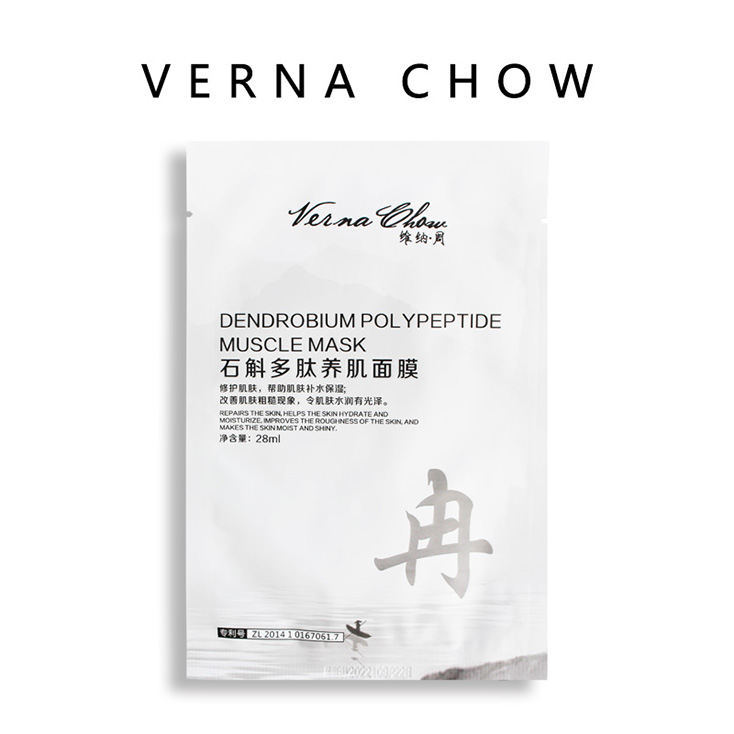 VERNA CHOW
Verna Chow
维纳·周
DENDROBIUM POLYPEPTIDE
MUSCLE MASK
石斛多肽养肌面膜
修护肌肤，帮助肌肤补水保湿;
改善肌肤粗糙现象，令肌肤水润有光泽。
REPAIRS THE SKIN, HELPS THE SKIN HYDRATE AND
MOISTURIZE, IMPROVES THE ROUGHNESS OF THE SKIN, AND
MAKES THE SKIN MOIST AND SHINY.
净含量：28ml
冉
专利号 ZL 2014 1 0167061.7